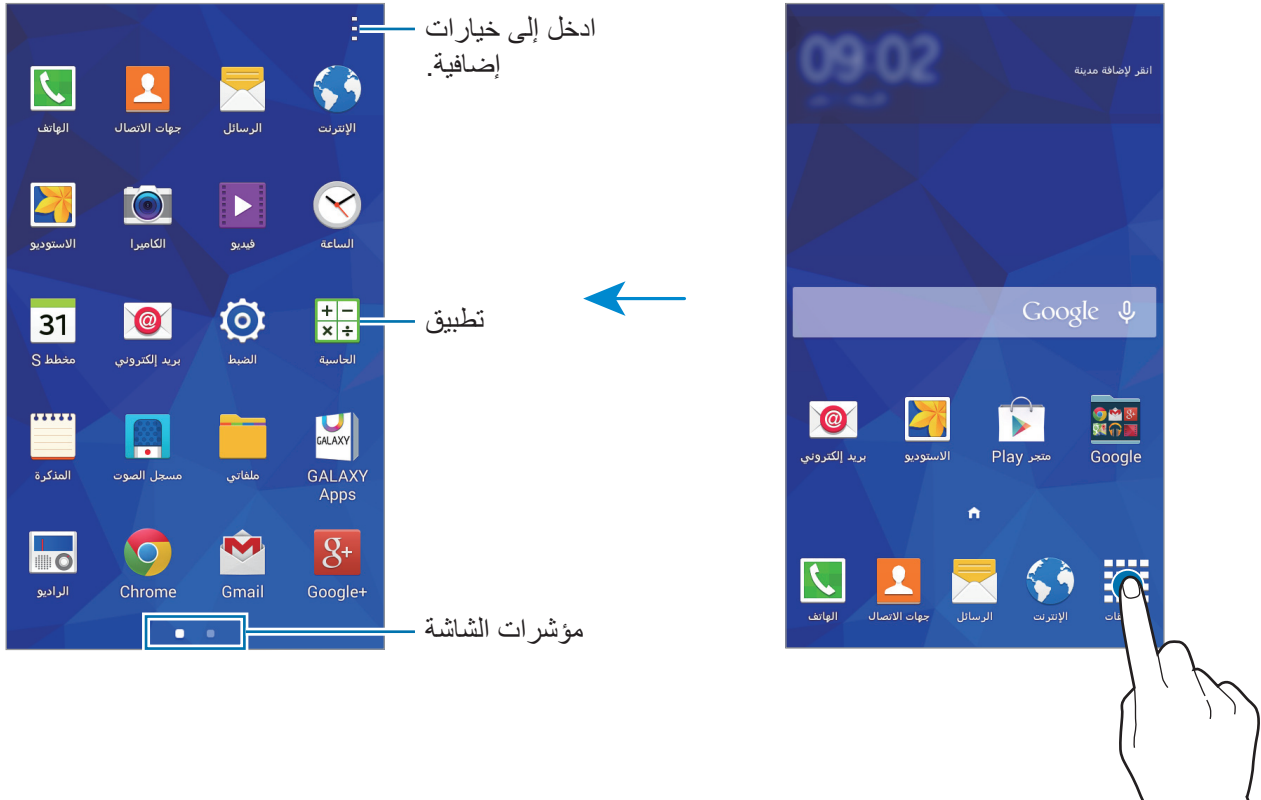 09:02
انقر لإضافة مدينة
Google
بريد إلكتروني
الاستوديو
متجر Play
Google
الهاتف
جهات الاتصال
الرسائل
الإنترنت
ادخل إلى خيارات
إضافية.
الهاتف
جهات الاتصال
الرسائل
الإنترنت
الاستوديو
الكاميرا
فيديو
الساعة
31
مخطط S
بريد إلكتروني
الضبط
الحاسبة
تطبيق
المذكرة
مسجل الصوت
ملفاتي
GALAXY
GALAXY
Apps
الراديو
Chrome
Gmail
Google+
مؤشرات الشاشة